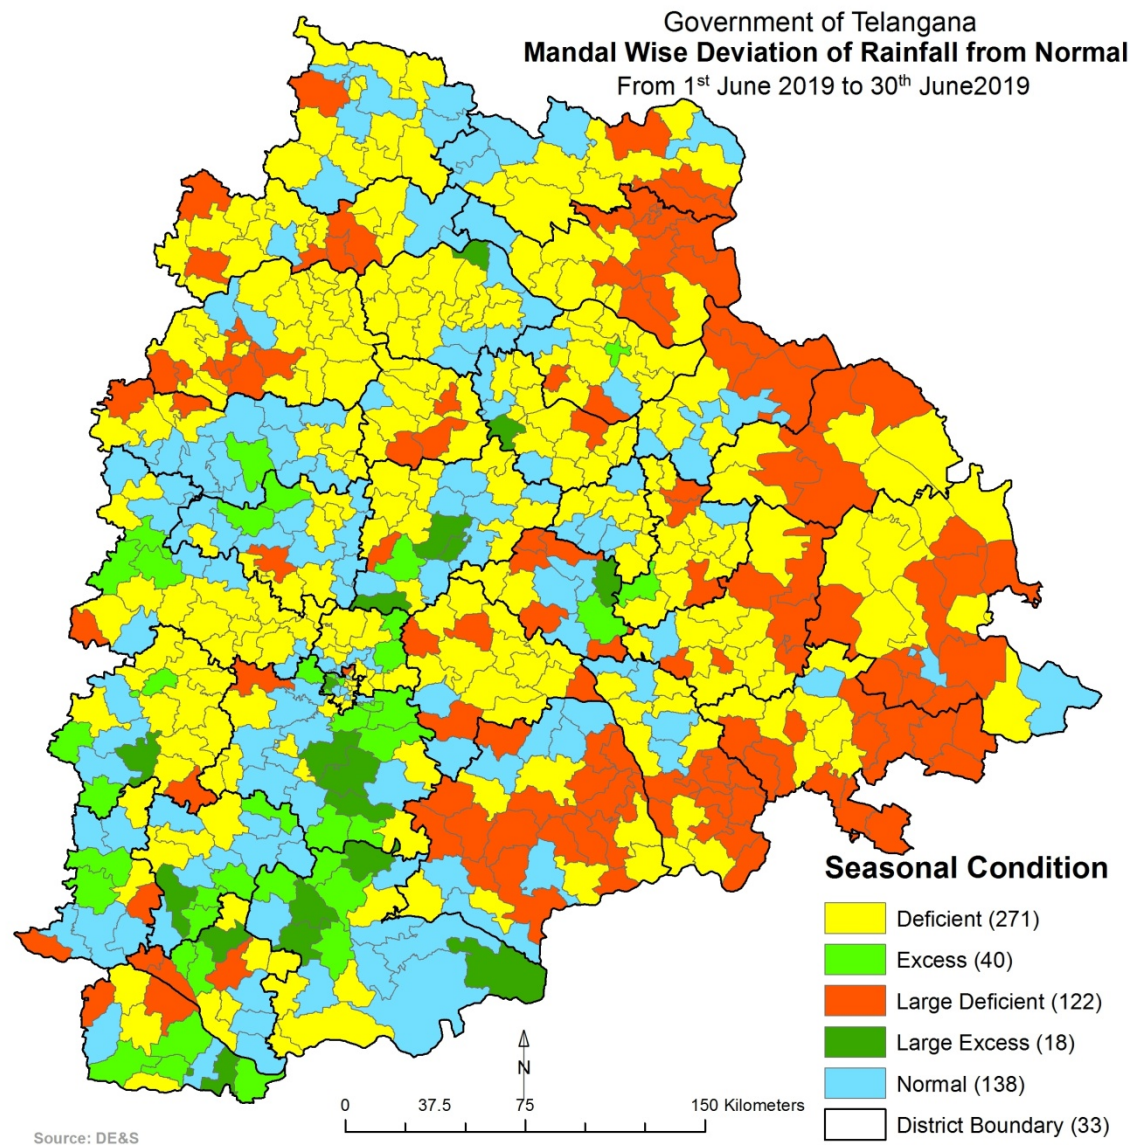 Government of Telangana
Mandal Wise Deviation of Rainfall from Normal
From 1st June 2019 to 30th June2019
Seasonal Condition
Deficient (271)
Excess (40)
Large Deficient (122)
Large Excess (18)
Normal (138)
District Boundary (33)
N
0 37.5 75 150 Kilometers
Source: DE&S